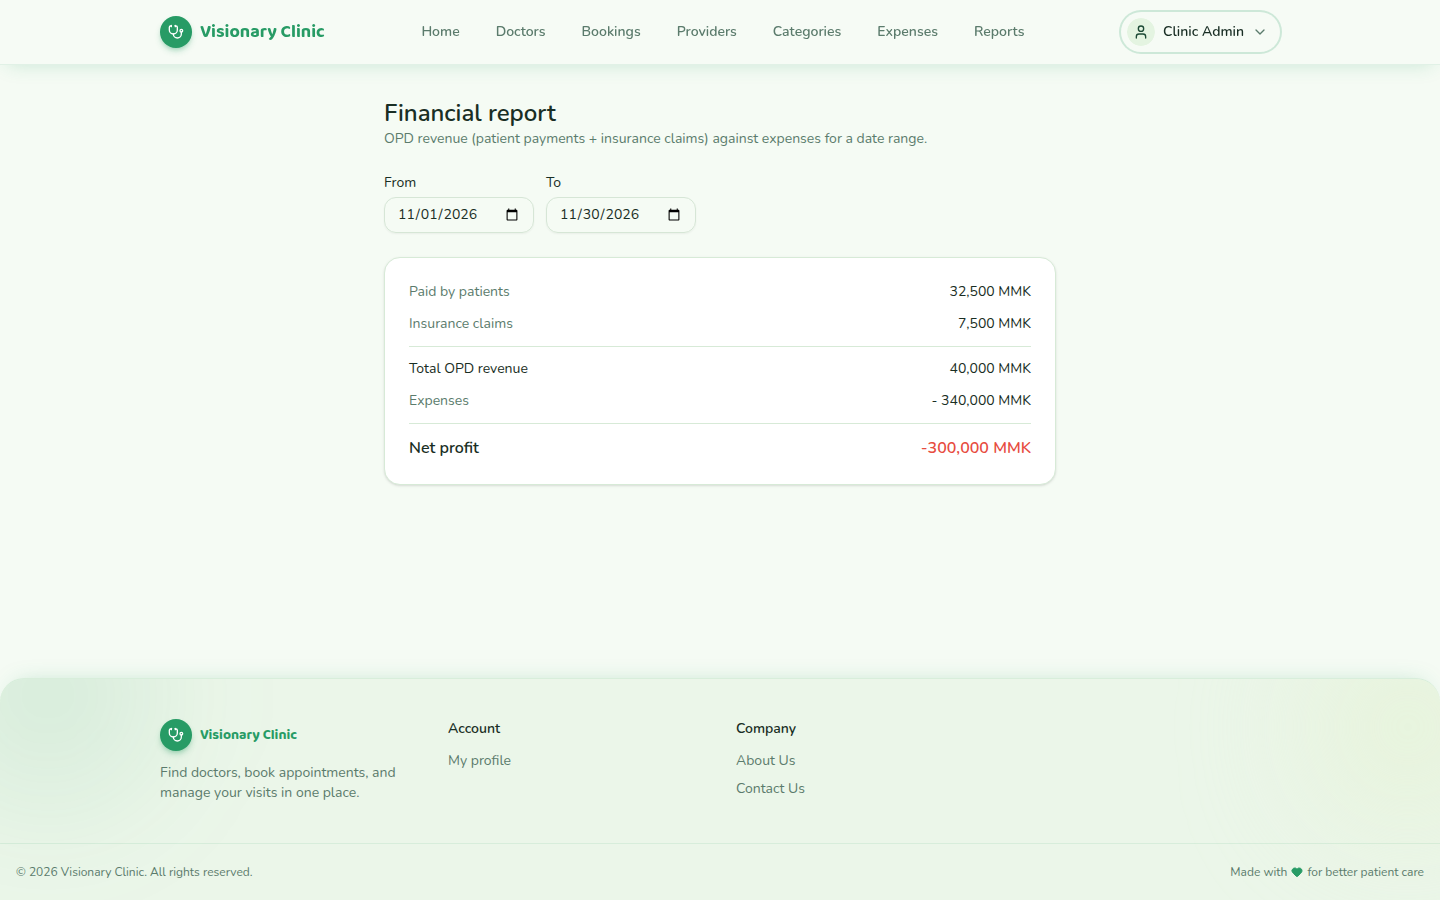 Visionary Clinic
Home Doctors Bookings Providers Categories Expenses Reports
Clinic Admin
Financial report
OPD revenue (patient payments + insurance claims) against expenses for a date range.
From To
11/01/2026 11/30/2026
Paid by patients 32,500 MMK
Insurance claims 7,500 MMK
Total OPD revenue 40,000 MMK
Expenses - 340,000 MMK
Net profit -300,000 MMK
Visionary Clinic
Find doctors, book appointments, and
manage your visits in one place.
Account
My profile
Company
About Us
Contact Us
© 2026 Visionary Clinic. All rights reserved.
Made with for better patient care